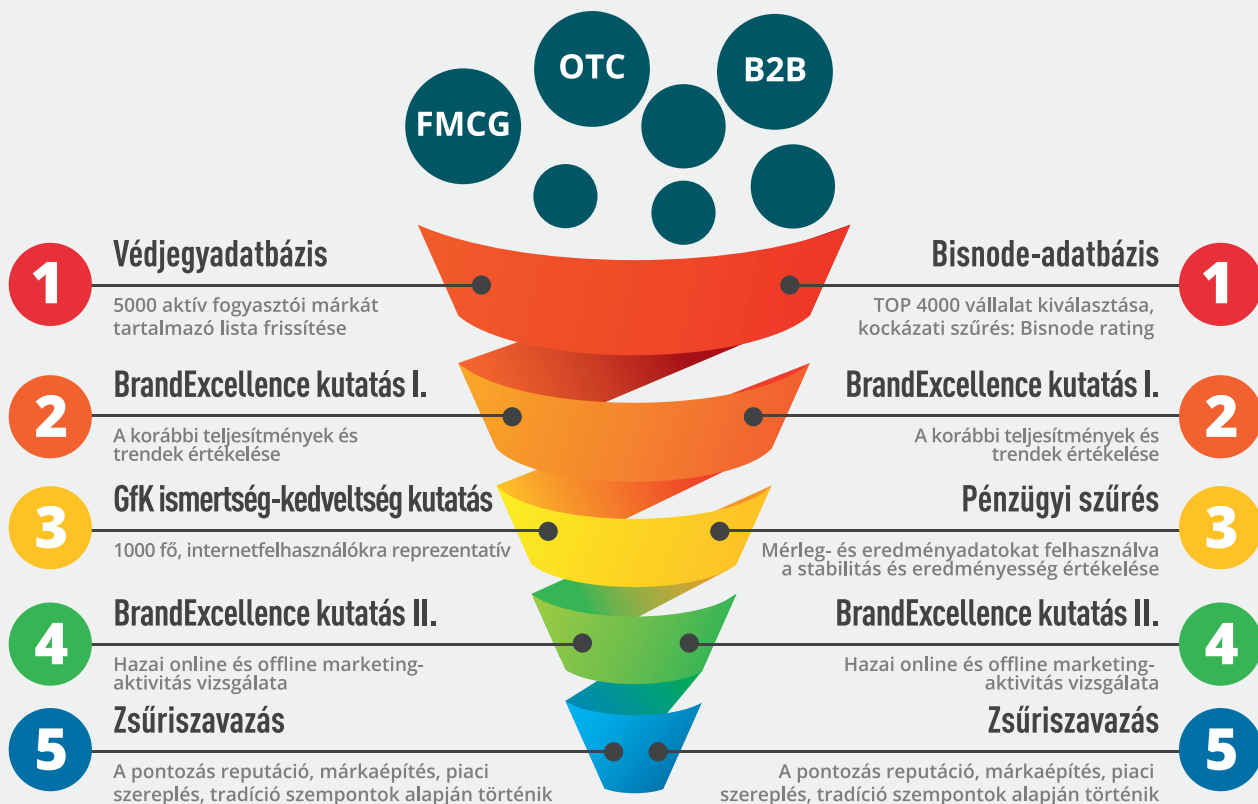 OTC
B2B
FMCG
1
Védjegyadatbázis
5000 aktív fogyasztói márkát
tartalmazó lista frissítése
Bisnode-adatbázis
TOP 4000 vállalat kiválasztása,
kockázati szűrés: Bisnode rating
1
2
BrandExcellence kutatás I.
A korábbi teljesítmények és
trendek értékelése
BrandExcellence kutatás I.
A korábbi teljesítmények és
trendek értékelése
2
3
GfK ismertség-kedveltség kutatás
1000 fő, internetfelhasználókra reprezentatív
Pénzügyi szűrés
Mérleg- és eredményadatokat felhasználva
a stabilitás és eredményesség értékelése
3
4
BrandExcellence kutatás II.
Hazai online és offline marketing-
aktivitás vizsgálata
BrandExcellence kutatás II.
Hazai online és offline marketing-
aktivitás vizsgálata
4
5
Zsűriszavazás
A pontozás reputáció, márkaépítés, piaci
szereplés, tradíció szempontok alapján történik
Zsűriszavazás
A pontozás reputáció, márkaépítés, piaci
szereplés, tradíció szempontok alapján történik
5